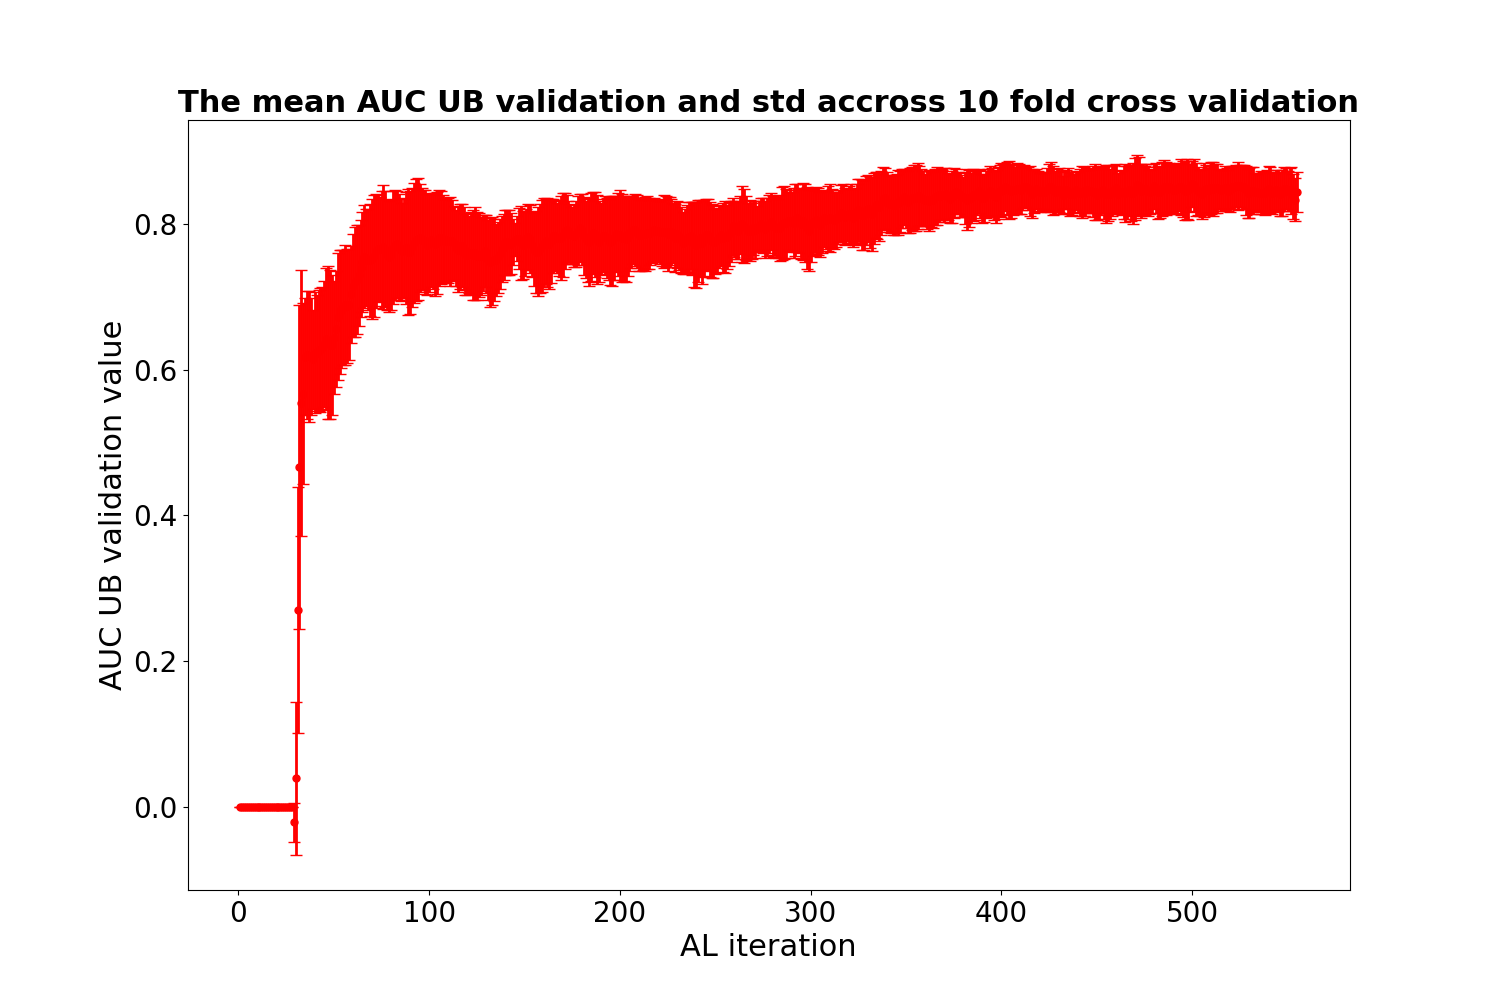 The mean AUC UB validation and std accross 10 fold cross validation
AUC UB validation value
0.8
0.6
0.4
0.2
0.0
0 100 200 300 400 500
AL iteration